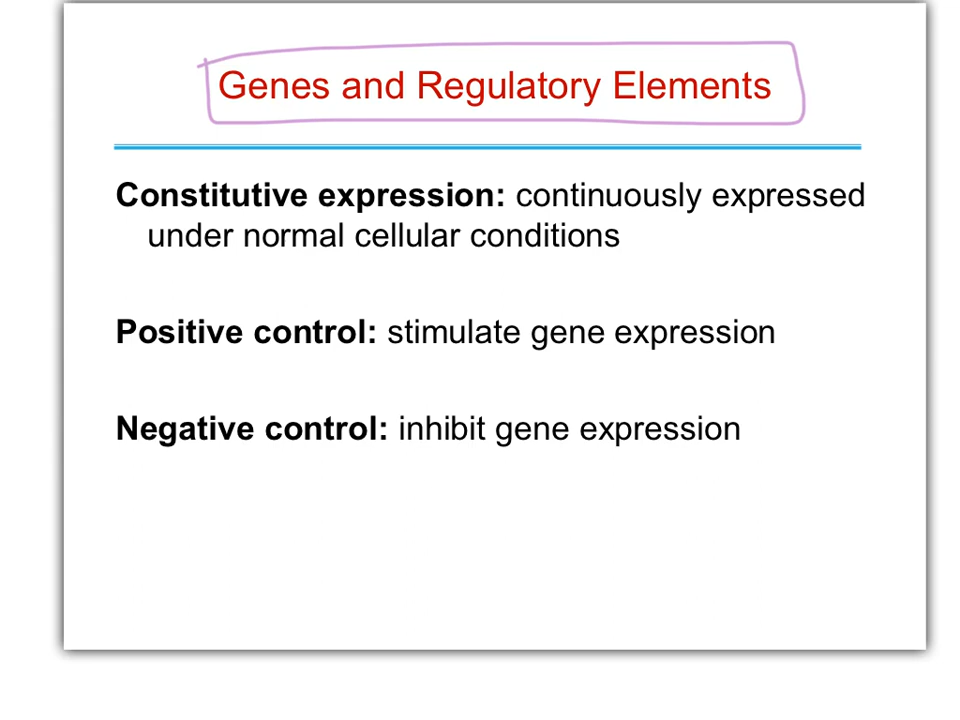 Genes and Regulatory Elements
Constitutive expression: continuously expressed
under normal cellular conditions
Positive control: stimulate gene expression
Negative control: inhibit gene expression